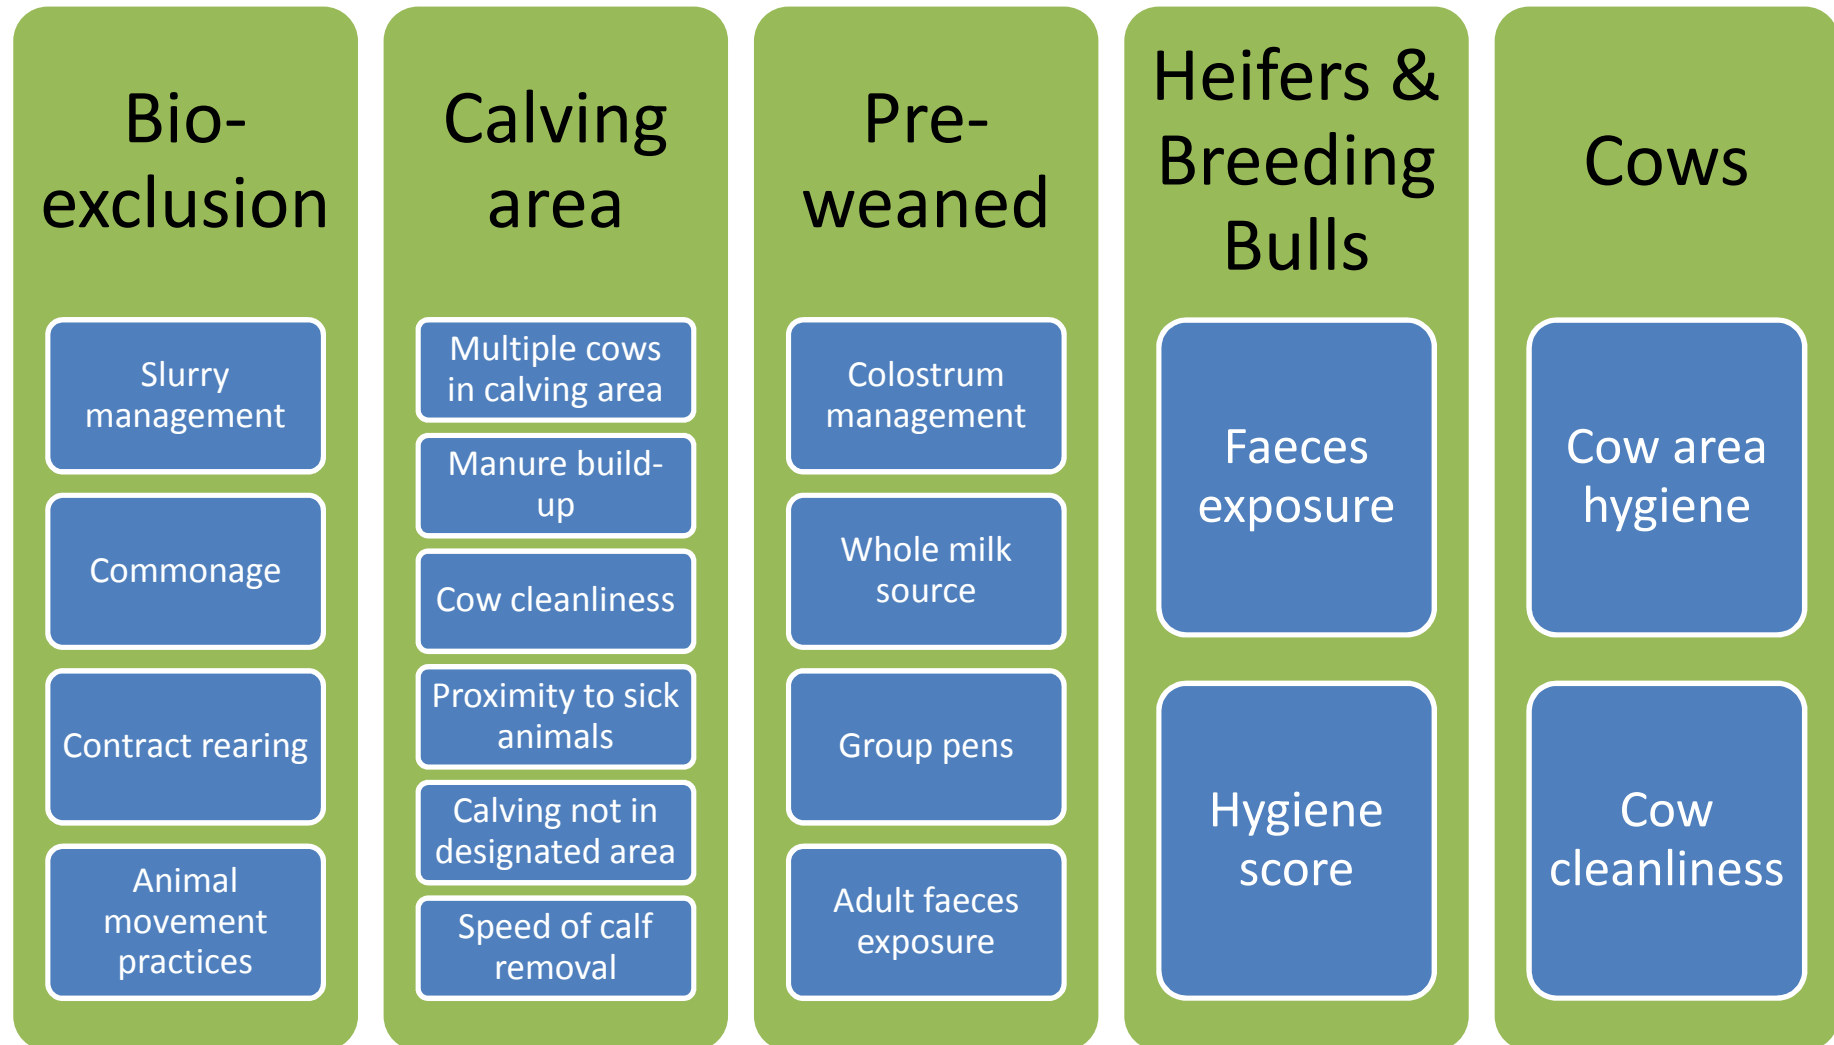 Bio-
exclusion
Slurry
management
Commonage
Contract rearing
Animal
movement
practices
Calving
area
Multiple cows
in calving area
Manure build-
up
Cow cleanliness
Proximity to sick
animals
Calving not in
designated area
Speed of calf
removal
Pre-
weaned
Colostrum
management
Whole milk
source
Group pens
Adult faeces
exposure
Heifers &
Breeding
Bulls
Faeces
exposure
Hygiene
score
Cows
Cow area
hygiene
Cow
cleanliness